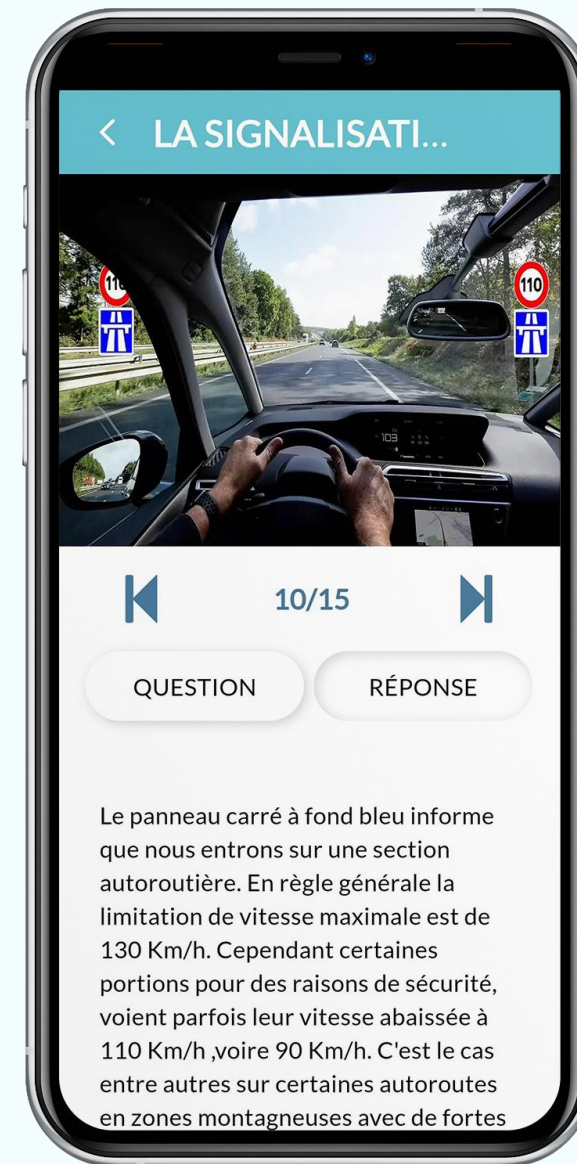 LA SIGNALISATI...
110
110
103
10/15
QUESTION
RÉPONSE
Le panneau carré à fond bleu informe
que nous entrons sur une section
autoroutière. En règle générale la
limitation de vitesse maximale est de
130 Km/h. Cependant certaines
portions pour des raisons de sécurité,
voient parfois leur vitesse abaissée à
110 Km/h ,voire 90 Km/h. C'est le cas
entre autres sur certaines autoroutes
en zones montagneuses avec de fortes